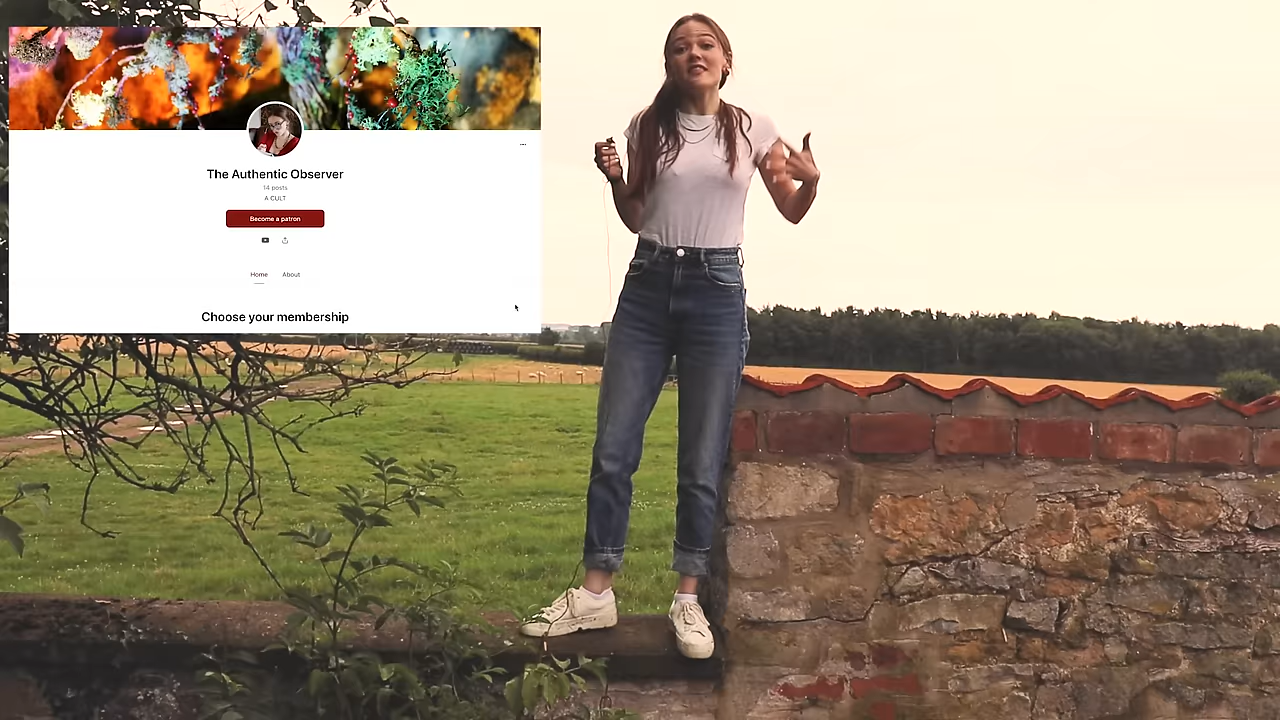 The Authentic Observer
14 posts
A CULT
Become a patron
Home About
Choose your membership